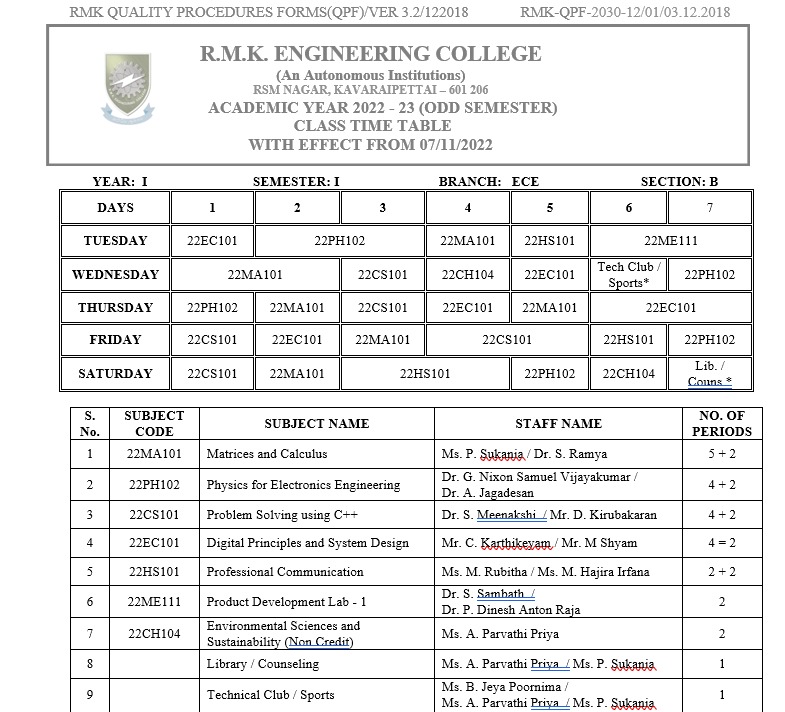 RMK QUALITY PROCEDURES FORMS(QPF)/VER 3.2/122018 RMK-QPF-2030-12/01/03.12.2018
R.M.K. ENGINEERING COLLEGE
(An Autonomous Institutions)
RSM NAGAR, KAVARAIPETTAI – 601 206
ACADEMIC YEAR 2022 - 23 (ODD SEMESTER)
CLASS TIME TABLE
WITH EFFECT FROM 07/11/2022
YEAR: I SEMESTER: I BRANCH: ECE SECTION: B
DAYS 1 2 3 4 5 6 7
TUESDAY 22EC101 22PH102 22MA101 22HS101 22ME111
WEDNESDAY 22MA101 22CS101 22CH104 22EC101 Tech Club / Sports* 22PH102
THURSDAY 22PH102 22MA101 22CS101 22EC101 22MA101 22EC101
FRIDAY 22CS101 22EC101 22MA101 22CS101 22HS101 22PH102
SATURDAY 22CS101 22MA101 22HS101 22PH102 22CH104 Lib. / Couns.*
S. No. SUBJECT CODE SUBJECT NAME STAFF NAME NO. OF PERIODS
1 22MA101 Matrices and Calculus Ms. P. Sukania / Dr. S. Ramya 5 + 2
2 22PH102 Physics for Electronics Engineering Dr. G. Nixon Samuel Vijayakumar / Dr. A. Jagadesan 4 + 2
3 22CS101 Problem Solving using C++ Dr. S. Meenakshi / Mr. D. Kirubakaran 4 + 2
4 22EC101 Digital Principles and System Design Mr. C. Karthikeyam / Mr. M Shyam 4 = 2
5 22HS101 Professional Communication Ms. M. Rubitha / Ms. M. Hajira Irfana 2 + 2
6 22ME111 Product Development Lab - 1 Dr. S. Sambath / Dr. P. Dinesh Anton Raja 2
7 22CH104 Environmental Sciences and Sustainability (Non Credit) Ms. A. Parvathi Priya 2
8 Library / Counseling Ms. A. Parvathi Priya / Ms. P. Sukania 1
9 Technical Club / Sports Ms. B. Jeya Poornima / Ms. A. Parvathi Priya / Ms. P. Sukania 1